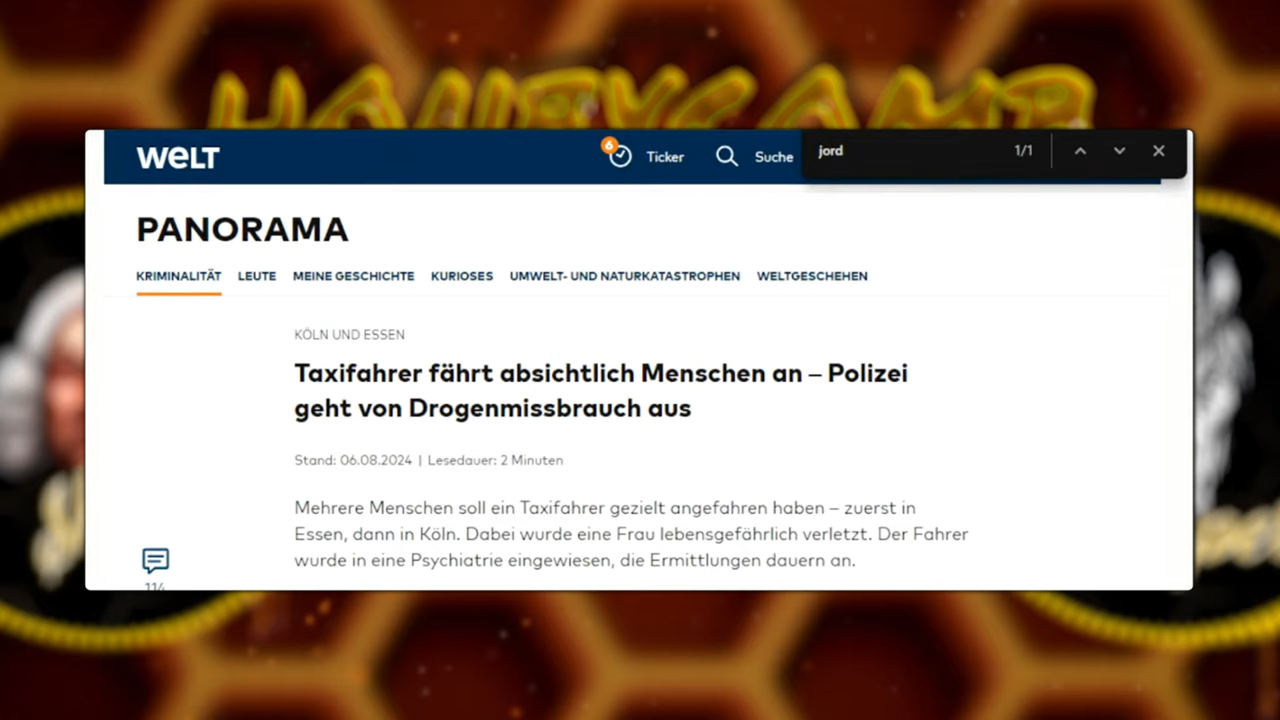 HONEYCOMB
WELT
6
Ticker
Suche
jord
1/1
PANORAMA
KRIMINALITÄT LEUTE MEINE GESCHICHTE KURIOSES UMWELT- UND NATURKATASTROPHEN WELTGESCHEHEN
KÖLN UND ESSEN
Taxifahrer fährt absichtlich Menschen an – Polizei
geht von Drogenmissbrauch aus
Stand: 06.08.2024 | Lesedauer: 2 Minuten
Mehrere Menschen soll ein Taxifahrer gezielt angefahren haben – zuerst in
Essen, dann in Köln. Dabei wurde eine Frau lebensgefährlich verletzt. Der Fahrer
wurde in eine Psychiatrie eingewiesen, die Ermittlungen dauern an.
114